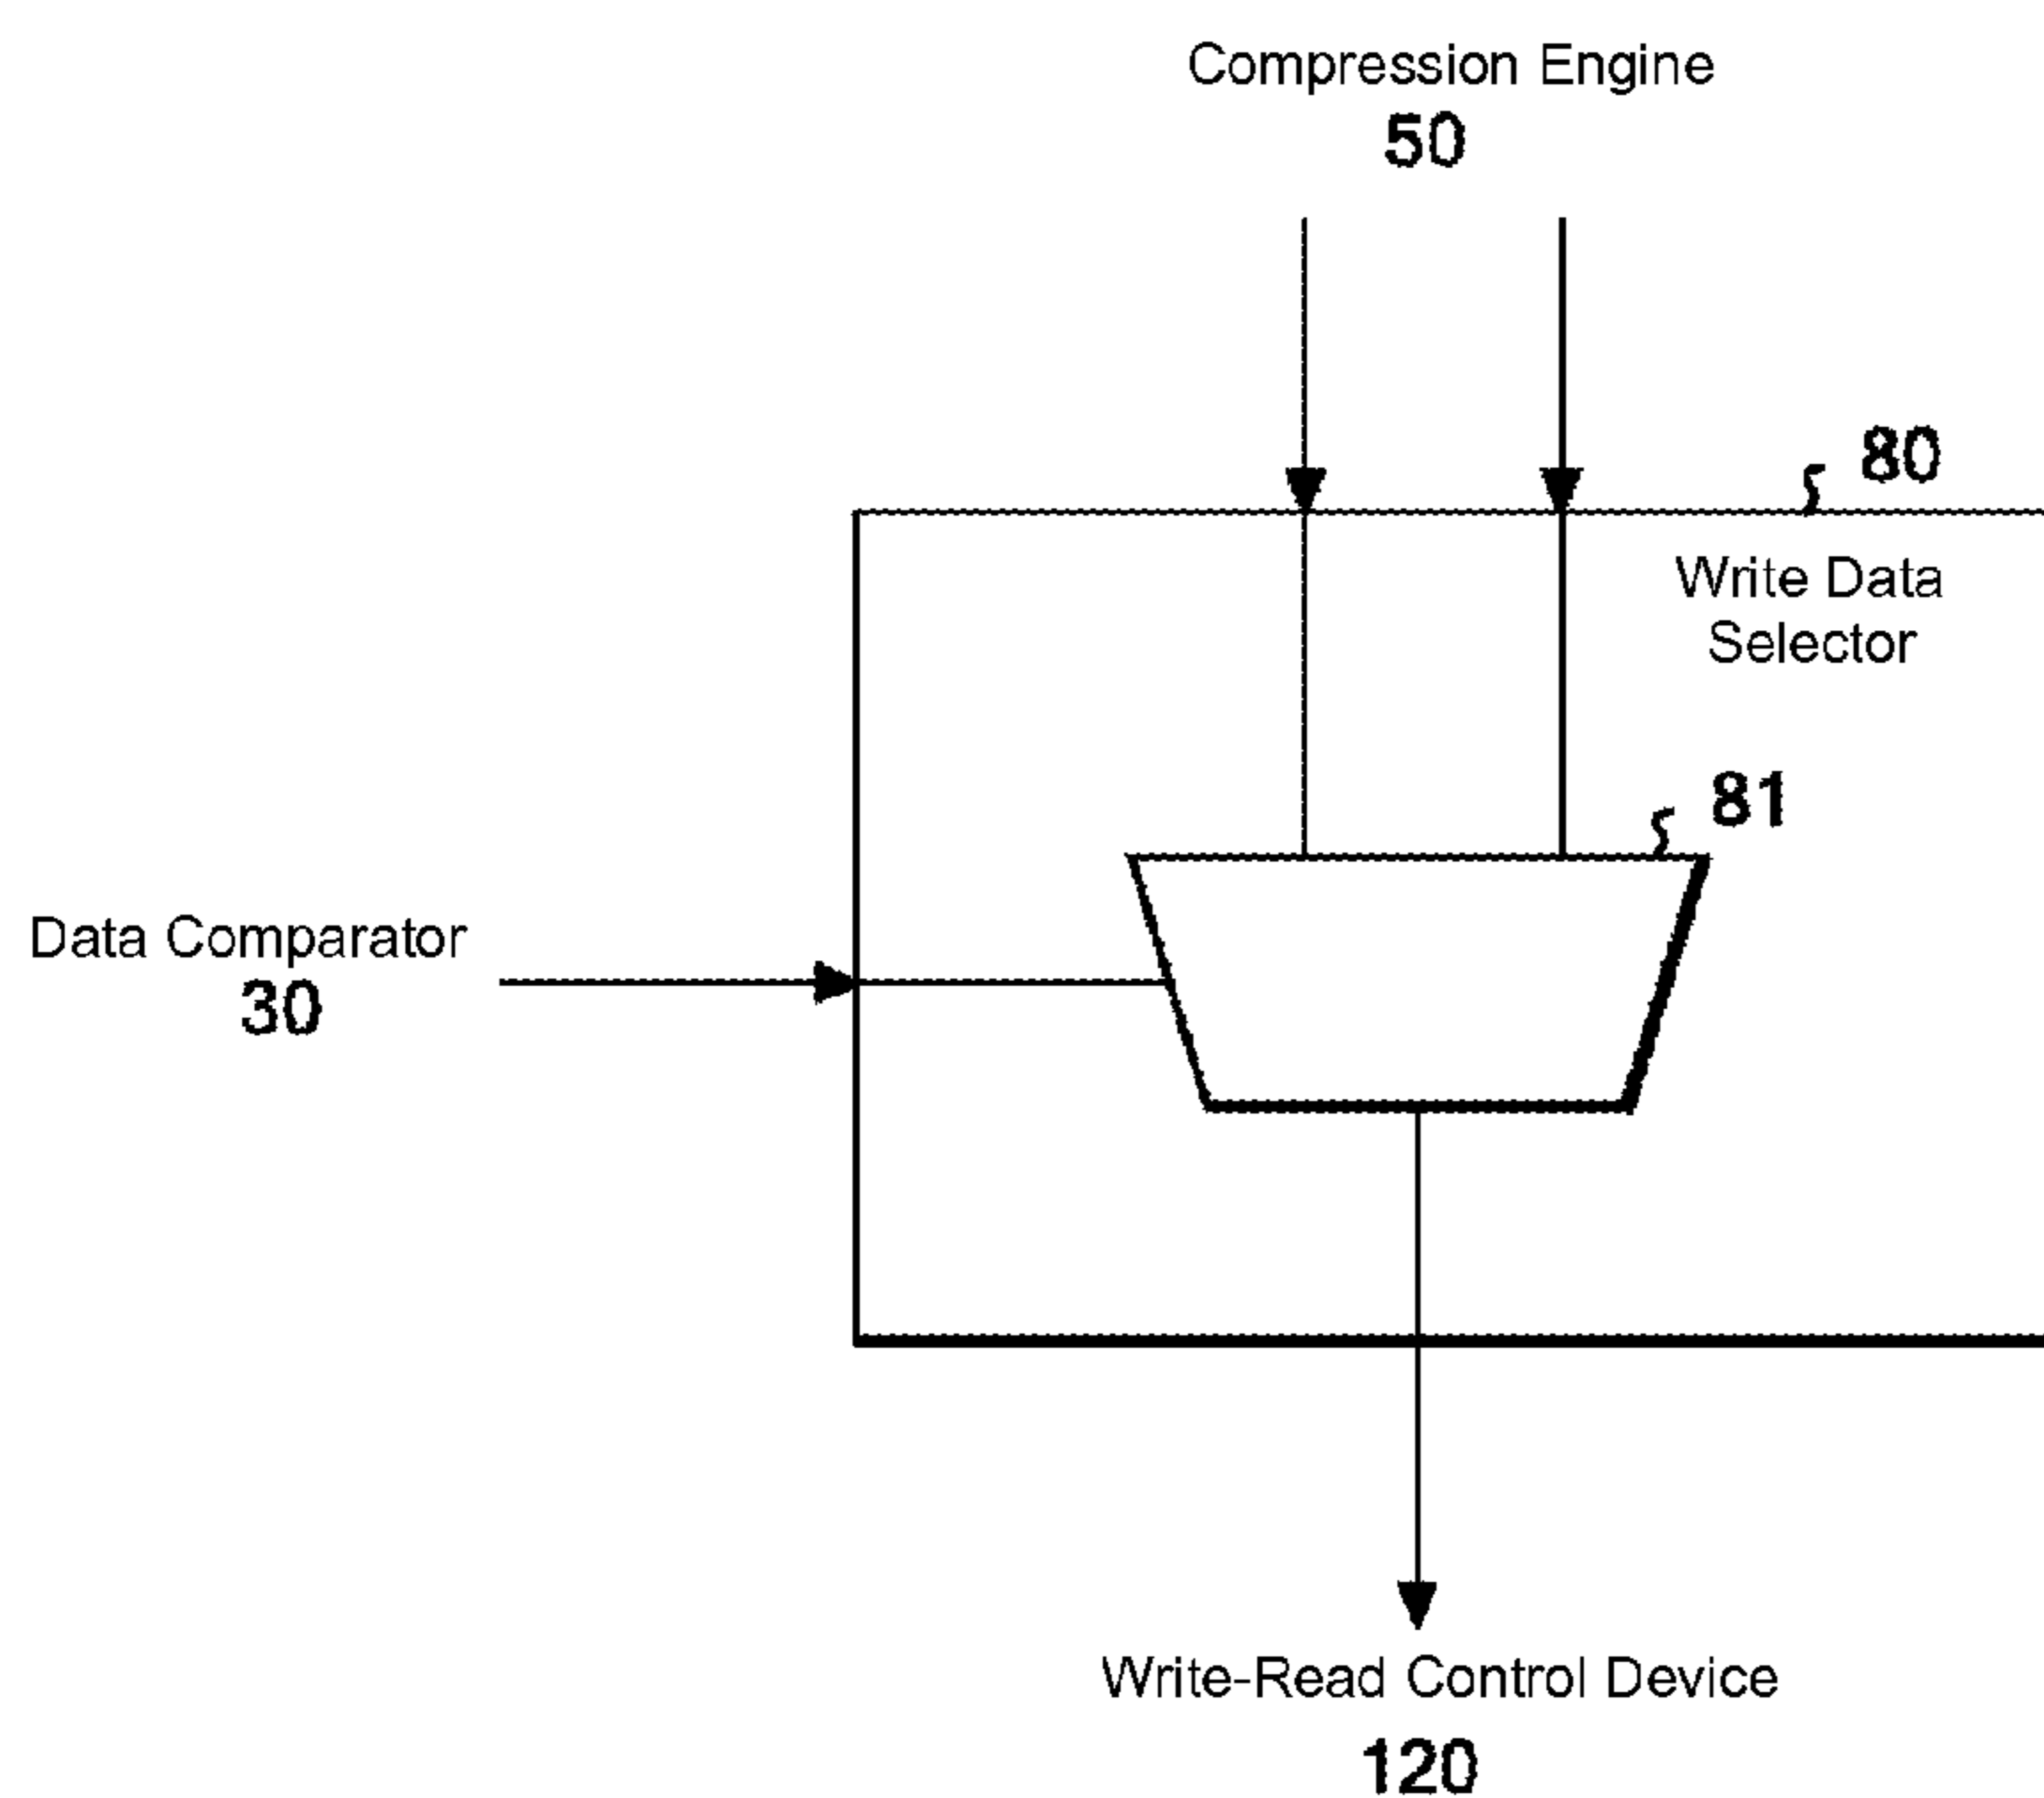 Compression Engine
50
80
Write Data
Selector
81
Data Comparator
30
Write-Read Control Device
120